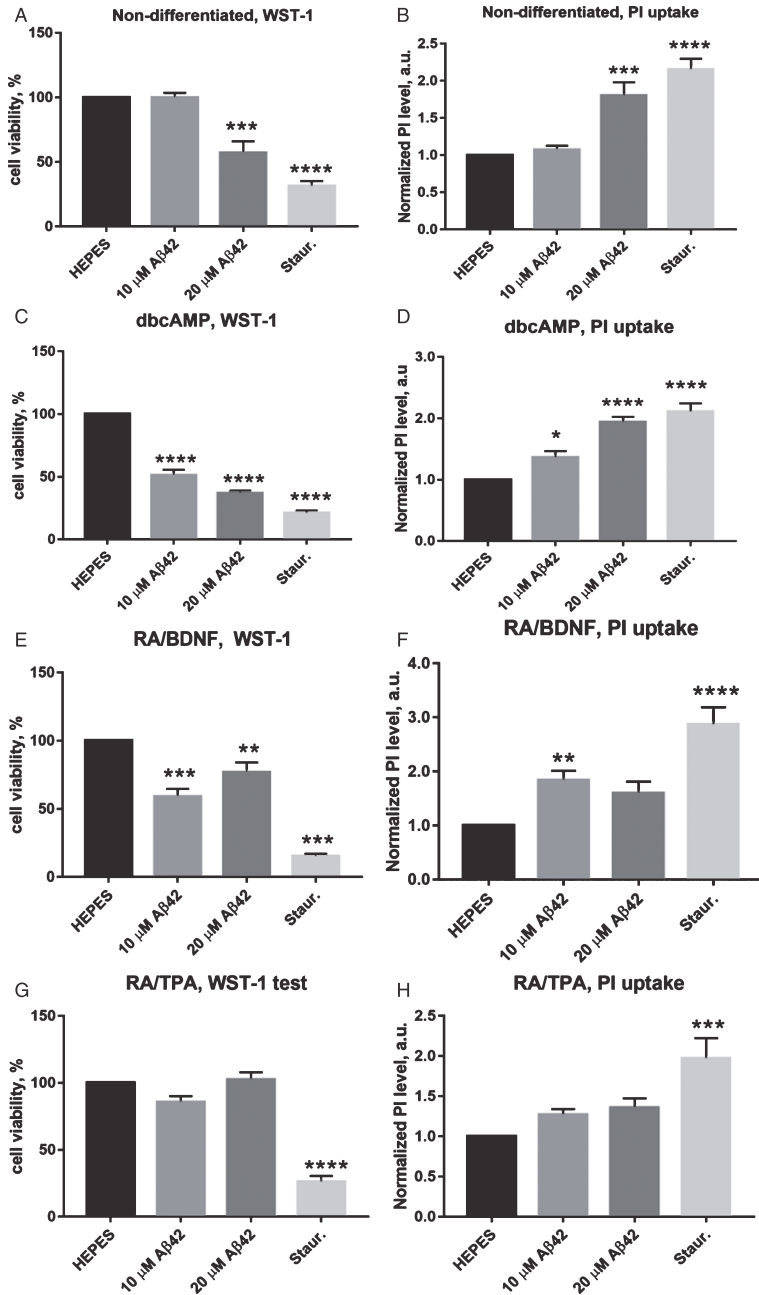 A
Non-differentiated, WST-1
cell viability, %
150
100
50
0
***
****
HEPES
10 μM Aβ42
20 μM Aβ42
Staur.
B
Non-differentiated, PI uptake
Normalized PI level, a.u.
2.5
2.0
1.5
1.0
0.5
0.0
***
****
HEPES
10 μM Aβ42
20 μM Aβ42
Staur.
C
dbcAMP, WST-1
cell viability, %
150
100
50
0
****
****
****
HEPES
10 μM Aβ42
20 μM Aβ42
Staur.
D
dbcAMP, PI uptake
Normalized PI level, a.u
3.0
2.0
1.0
0.0
*
****
****
HEPES
10 μM Aβ42
20 μM Aβ42
Staur.
E
RA/BDNF, WST-1
cell viability, %
150
100
50
0
***
**
***
HEPES
10 μM Aβ42
20 μM Aβ42
Staur.
F
RA/BDNF, PI uptake
Normalized PI level, a.u.
4.0
3.0
2.0
1.0
0.0
**
****
HEPES
10 μM Aβ42
20 μM Aβ42
Staur.
G
RA/TPA, WST-1 test
cell viability, %
150
100
50
0
****
HEPES
10 μM Aβ42
20 μM Aβ42
Staur.
H
RA/TPA, PI uptake
Normalized PI level, a.u.
2.5
2.0
1.5
1.0
0.5
0.0
***
HEPES
10 μM Aβ42
20 μM Aβ42
Staur.